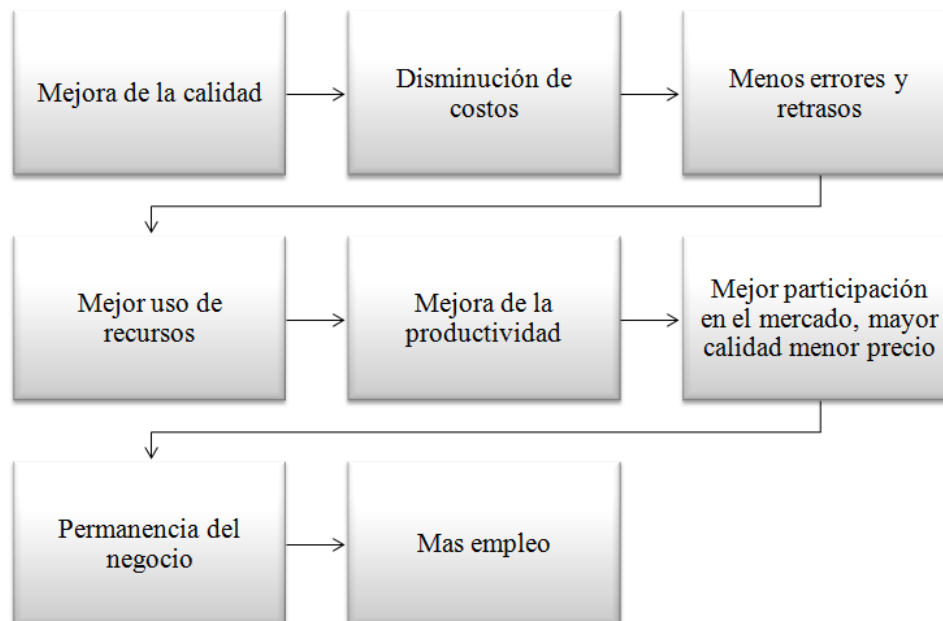 Mejora de la calidad
Disminución de
costos
Menos errores y
retrasos
Mejor uso de
recursos
Mejora de la
productividad
Mejor participación
en el mercado, mayor
calidad menor precio
Permanencia del
negocio
Mas empleo